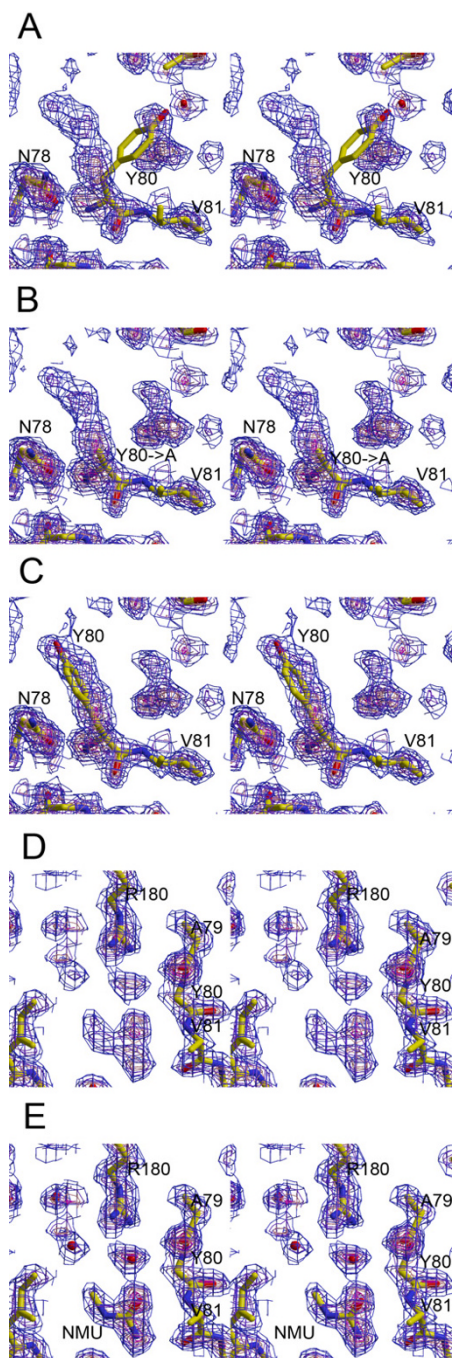 A
N78 N78
Y80 Y80
V81 V81
B
N78 N78
Y80->A Y80->A
V81 V81
C
Y80 Y80
N78 N78
V81 V81
D
R180 R180
A79 A79
Y80 Y80
V81 V81
E
R180 R180
A79 A79
Y80 Y80
V81 V81
NMU NMU